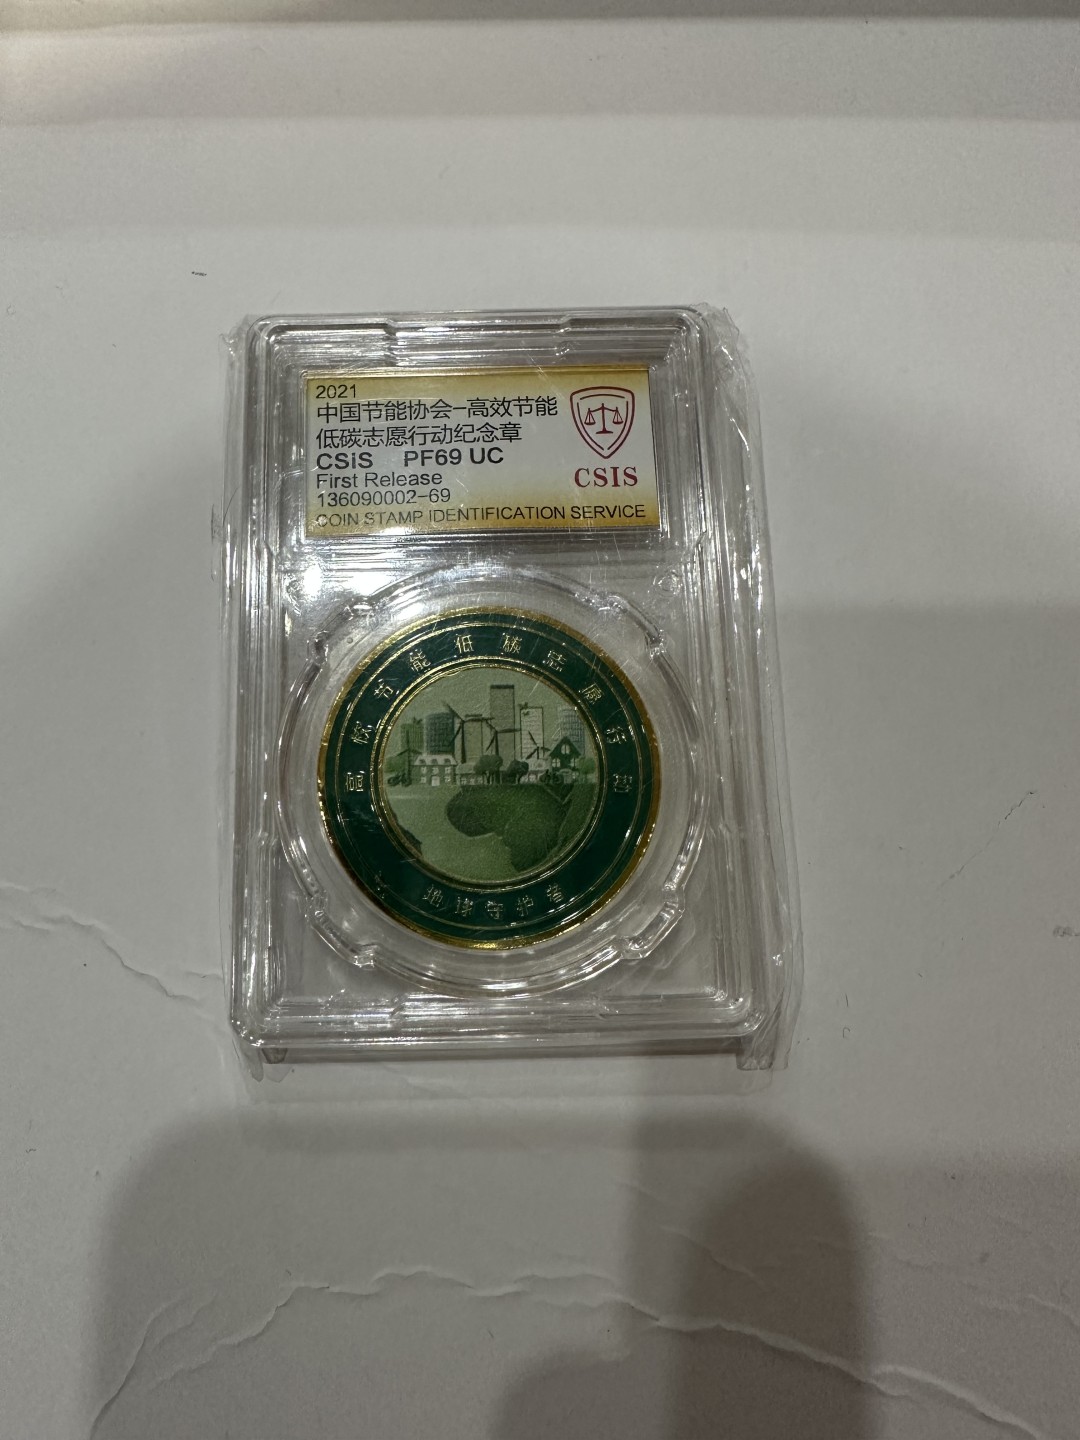 2021
中国节能协会-高效节能
低碳志愿行动纪念章
CSiS PF69 UC
First Release
136090002-69
COIN STAMP IDENTIFICATION SERVICE
CSIS
高效节能低碳志愿行动
地球守护者